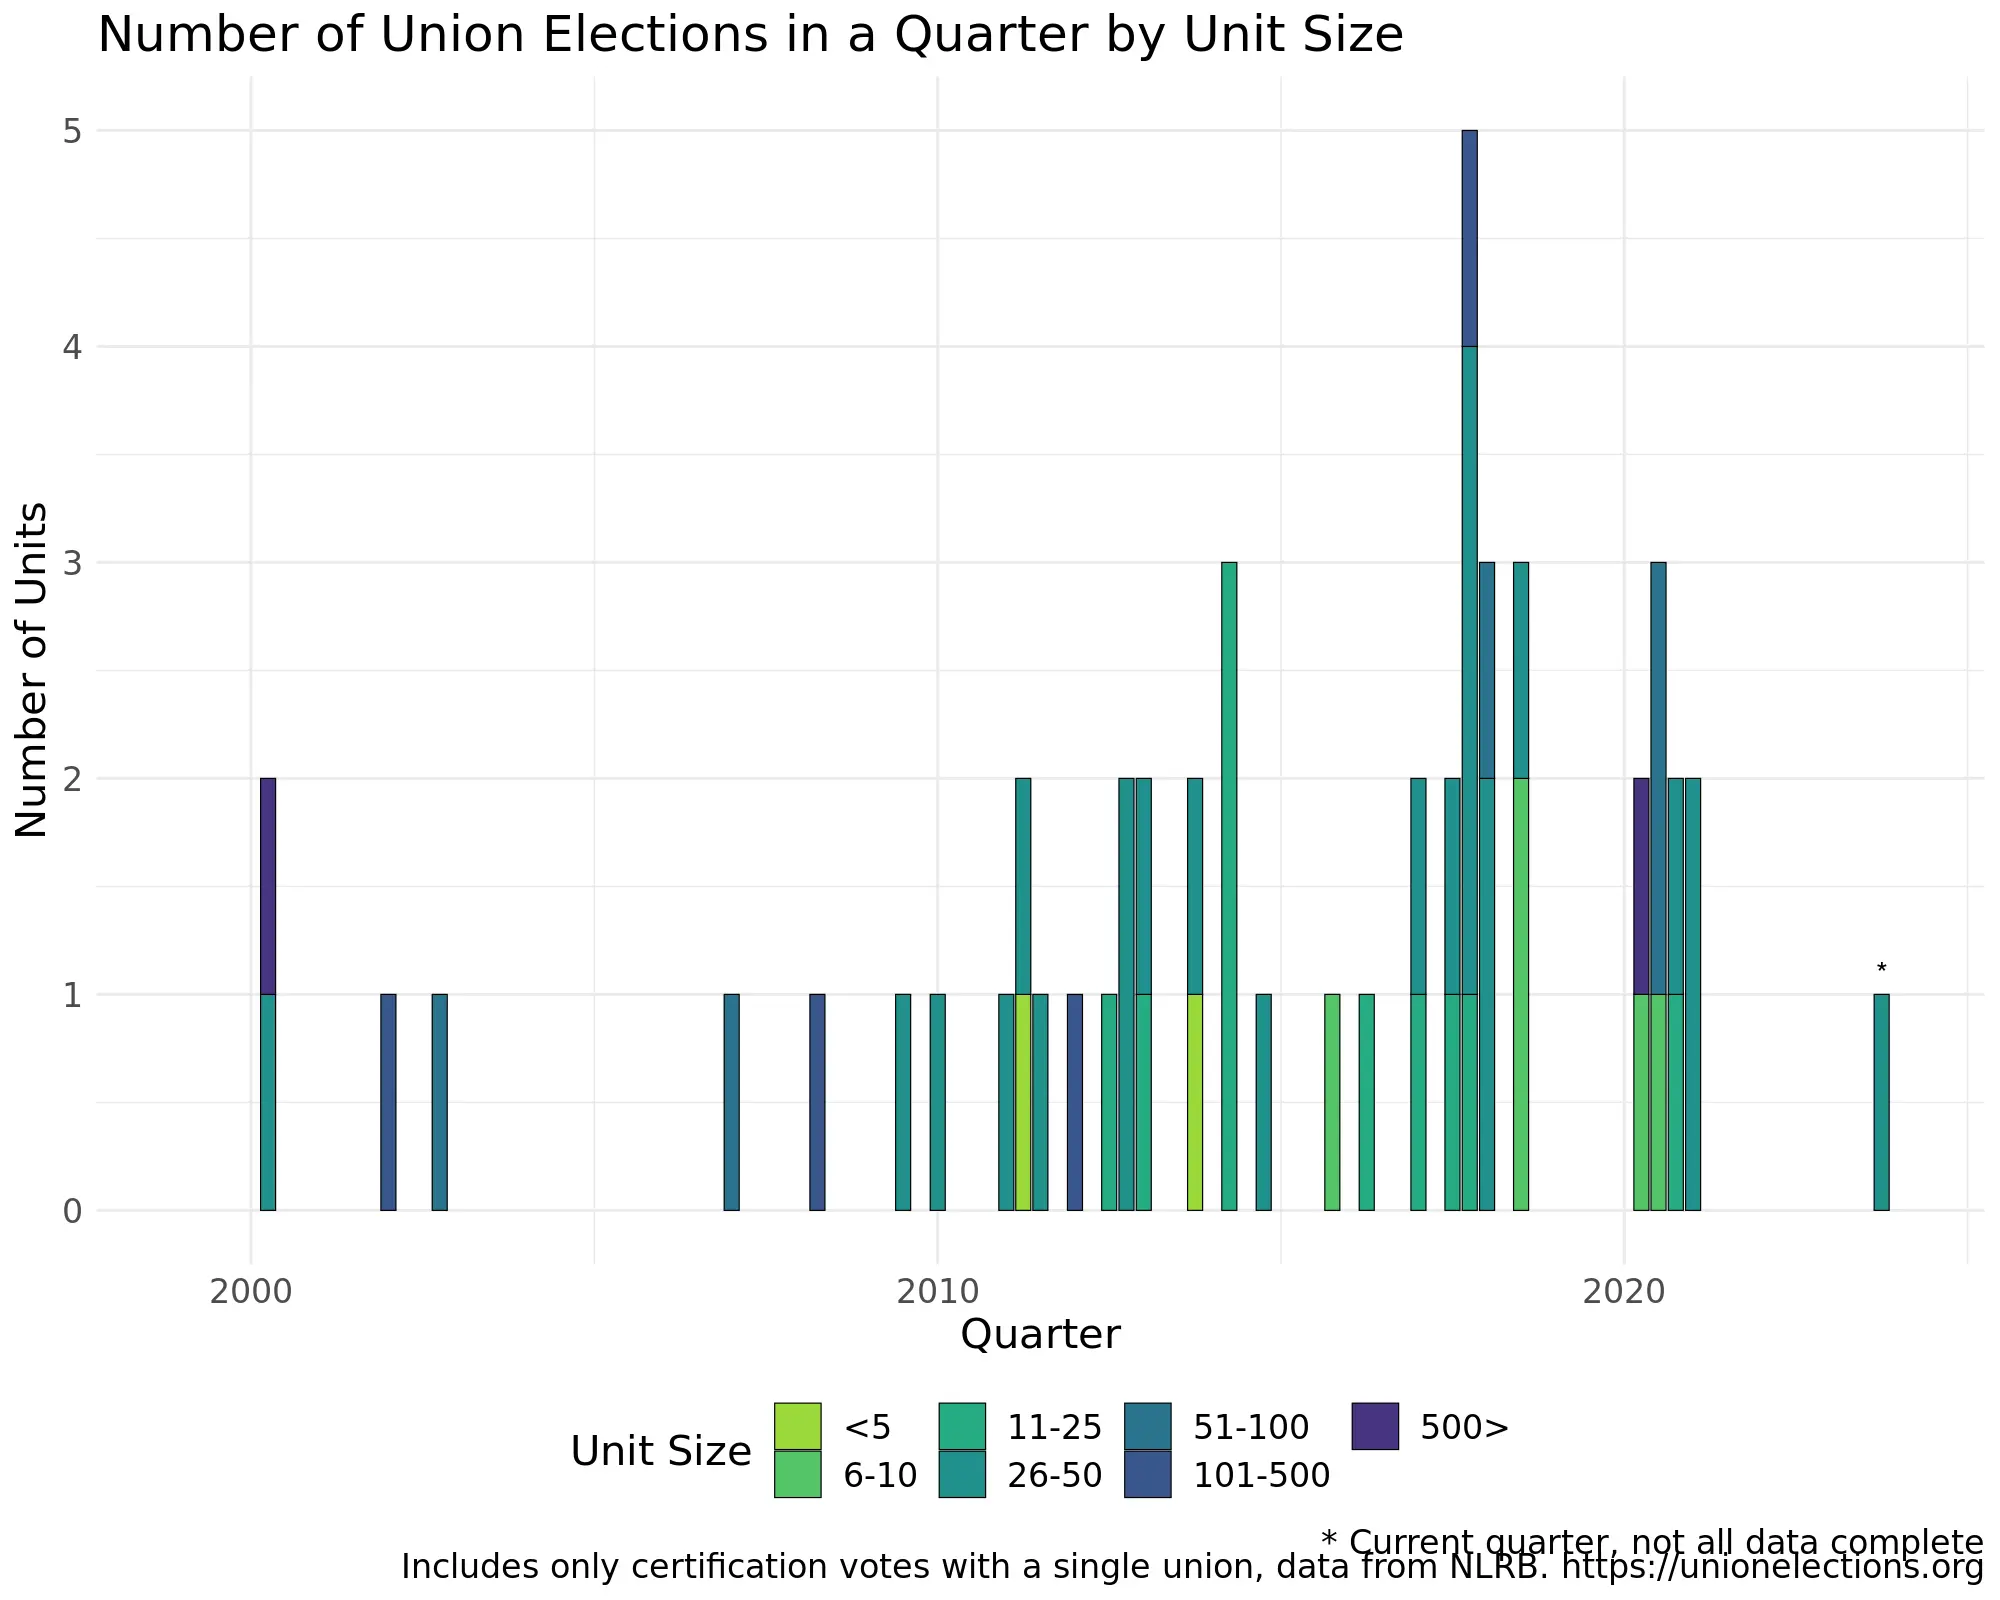 Number of Union Elections in a Quarter by Unit Size
Number of Units
5
4
3
2
1
0
*
2000 2010 2020
Quarter
Unit Size
<5 11-25 51-100 500>
6-10 26-50 101-500
* Current quarter, not all data complete
Includes only certification votes with a single union, data from NLRB. https://unionelections.org